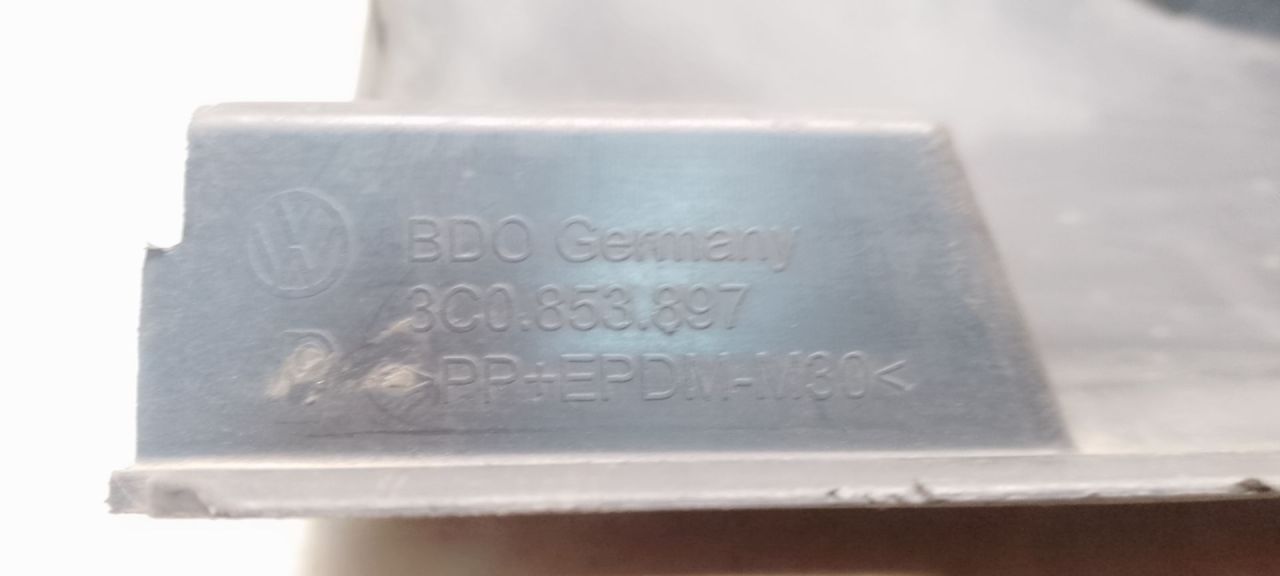 BDO Germany
3C0.853.897
>PP+EPDM-M30<